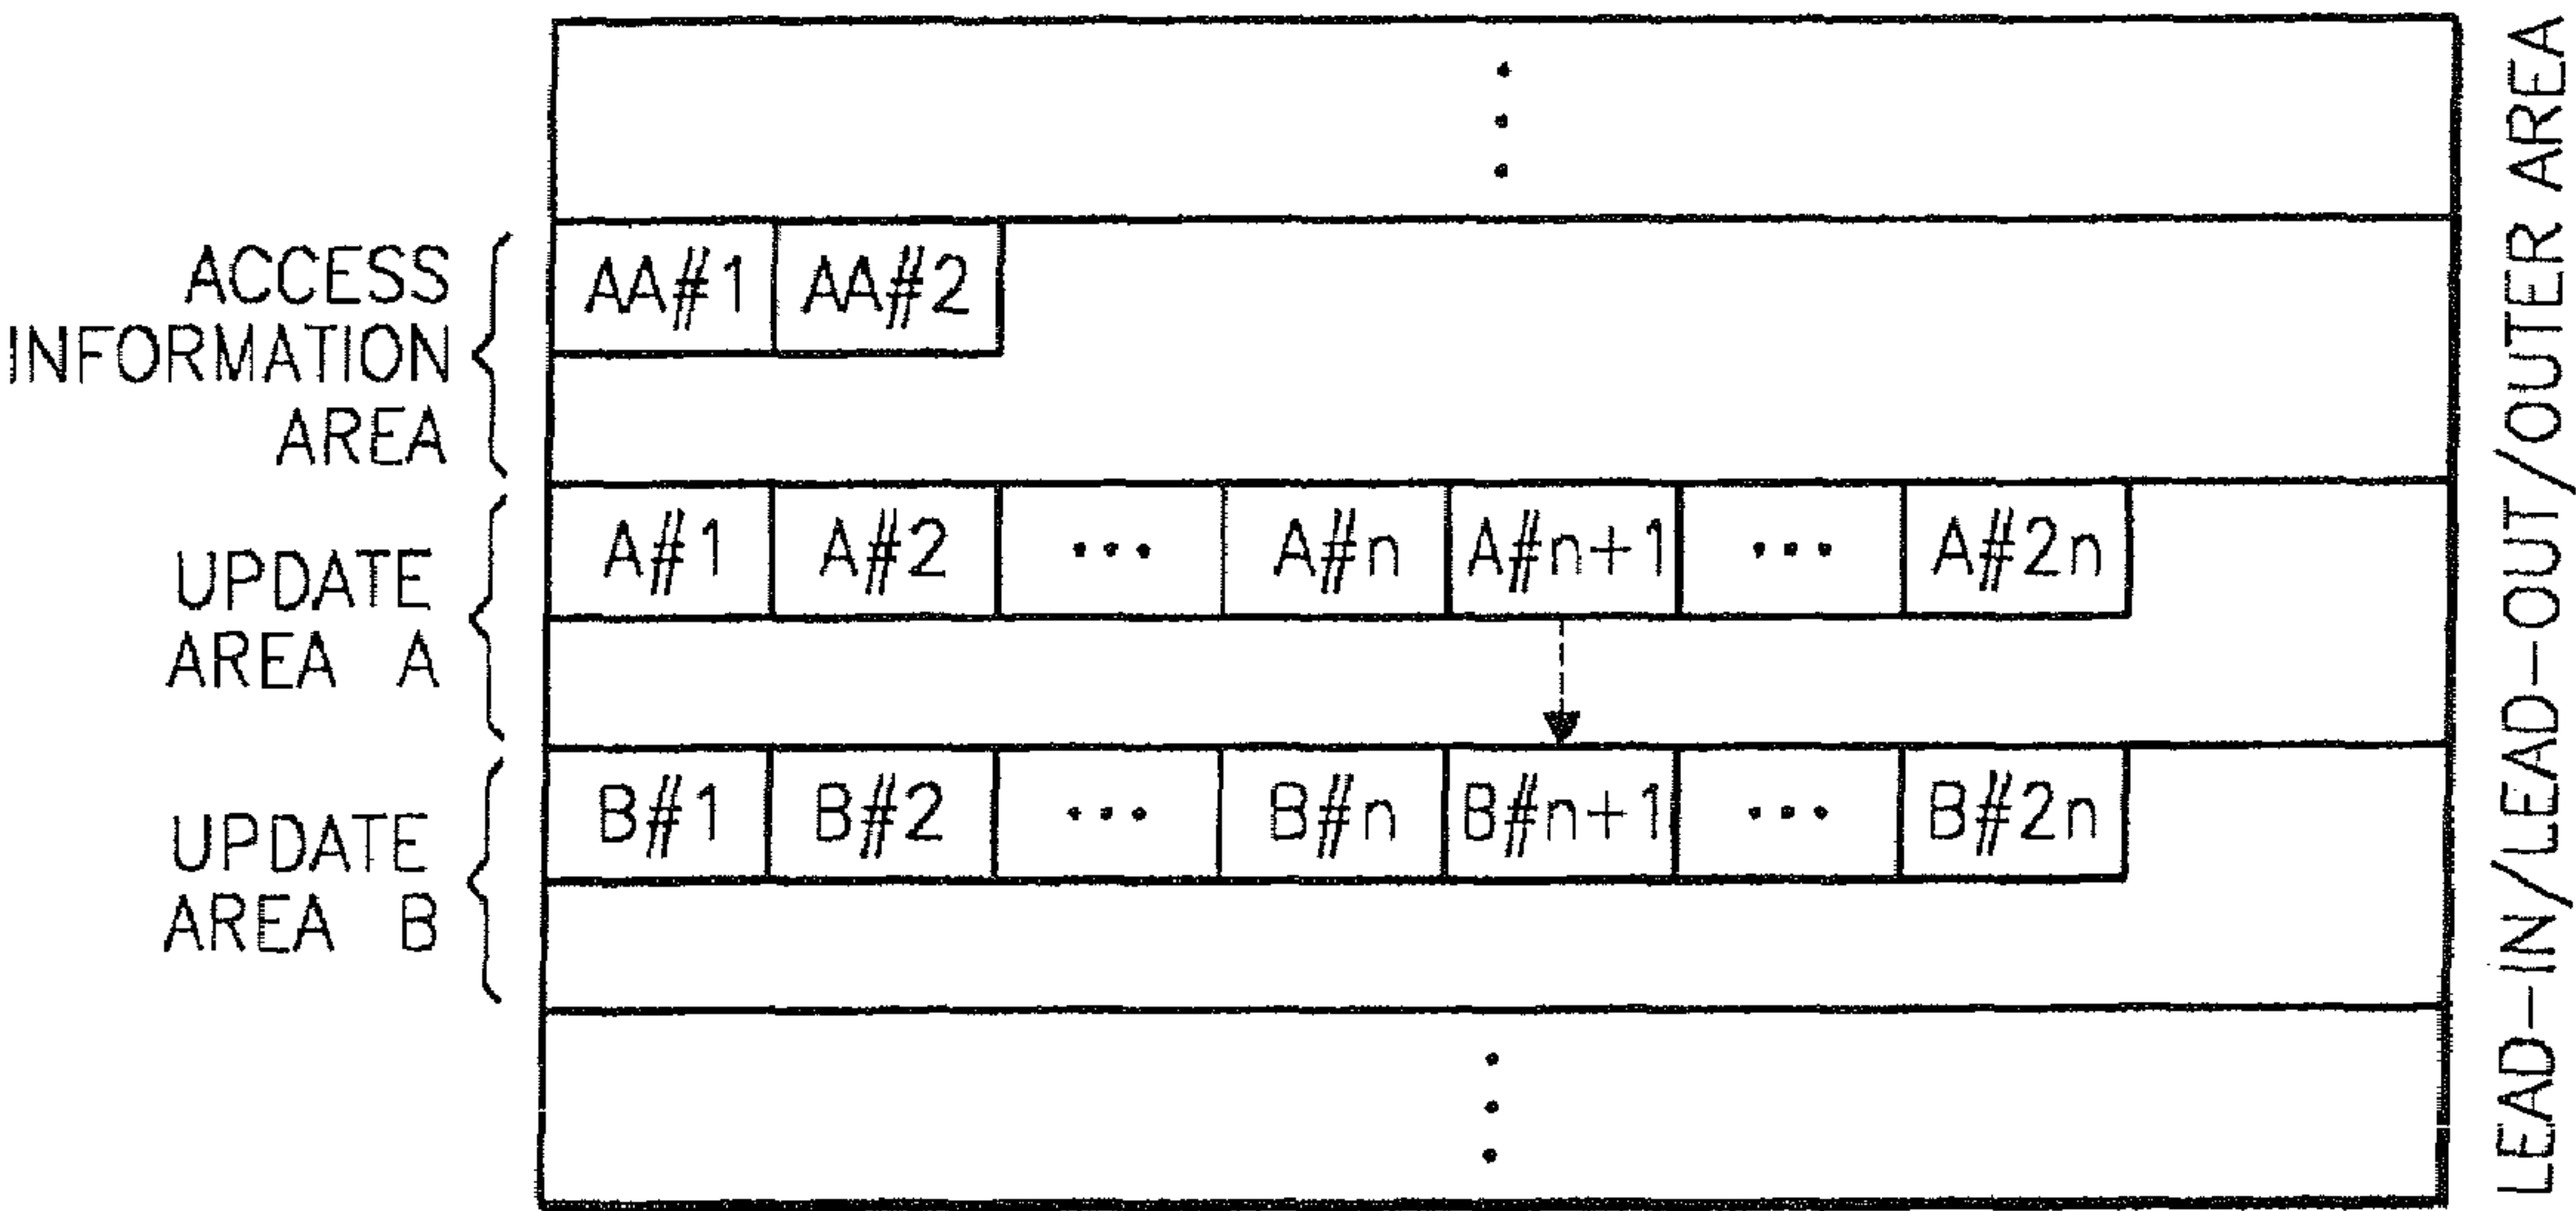 ACCESS
INFORMATION
AREA
AA#1 AA#2
UPDATE
AREA A
A#1 A#2 ... A#n A#n+1 ... A#2n
UPDATE
AREA B
B#1 B#2 ... B#n B#n+1 ... B#2n
LEAD-IN/LEAD-OUT/OUTER AREA